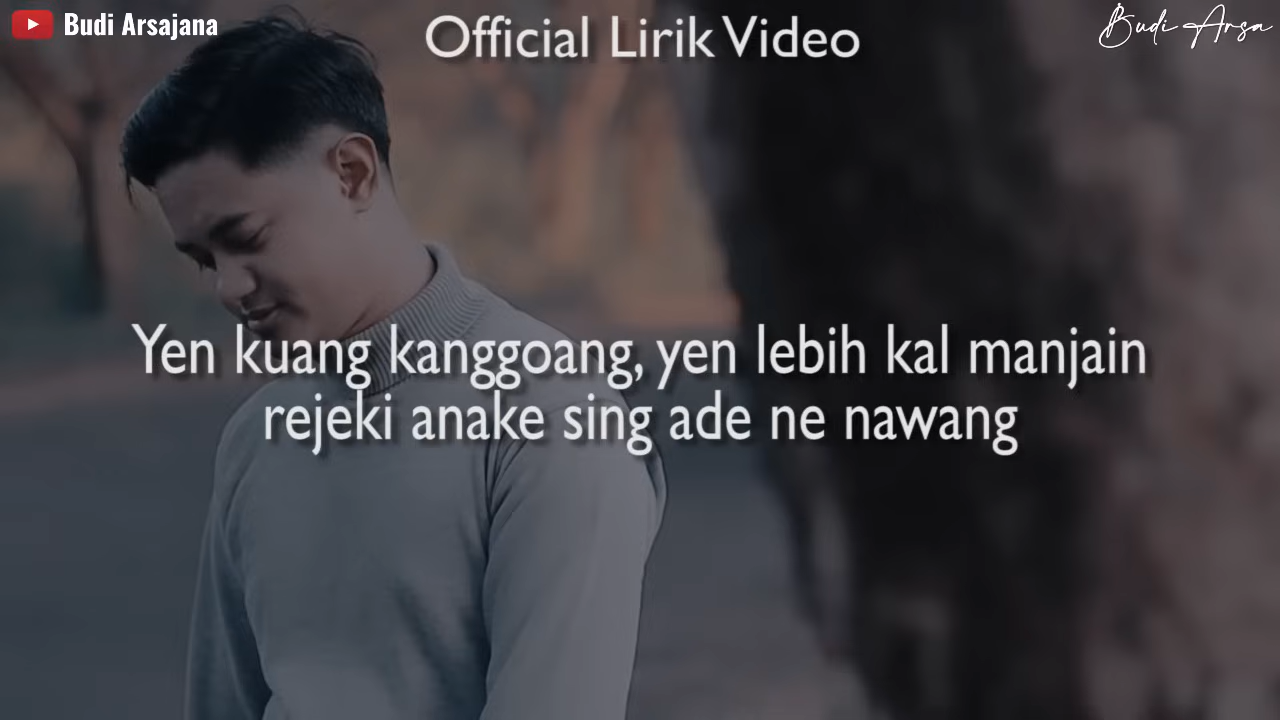 Budi Arsajana
Official Lirik Video
Budi Arsa
Yen kuang kanggoang, yen lebih kal manjain
rejeki anake sing ade ne nawang